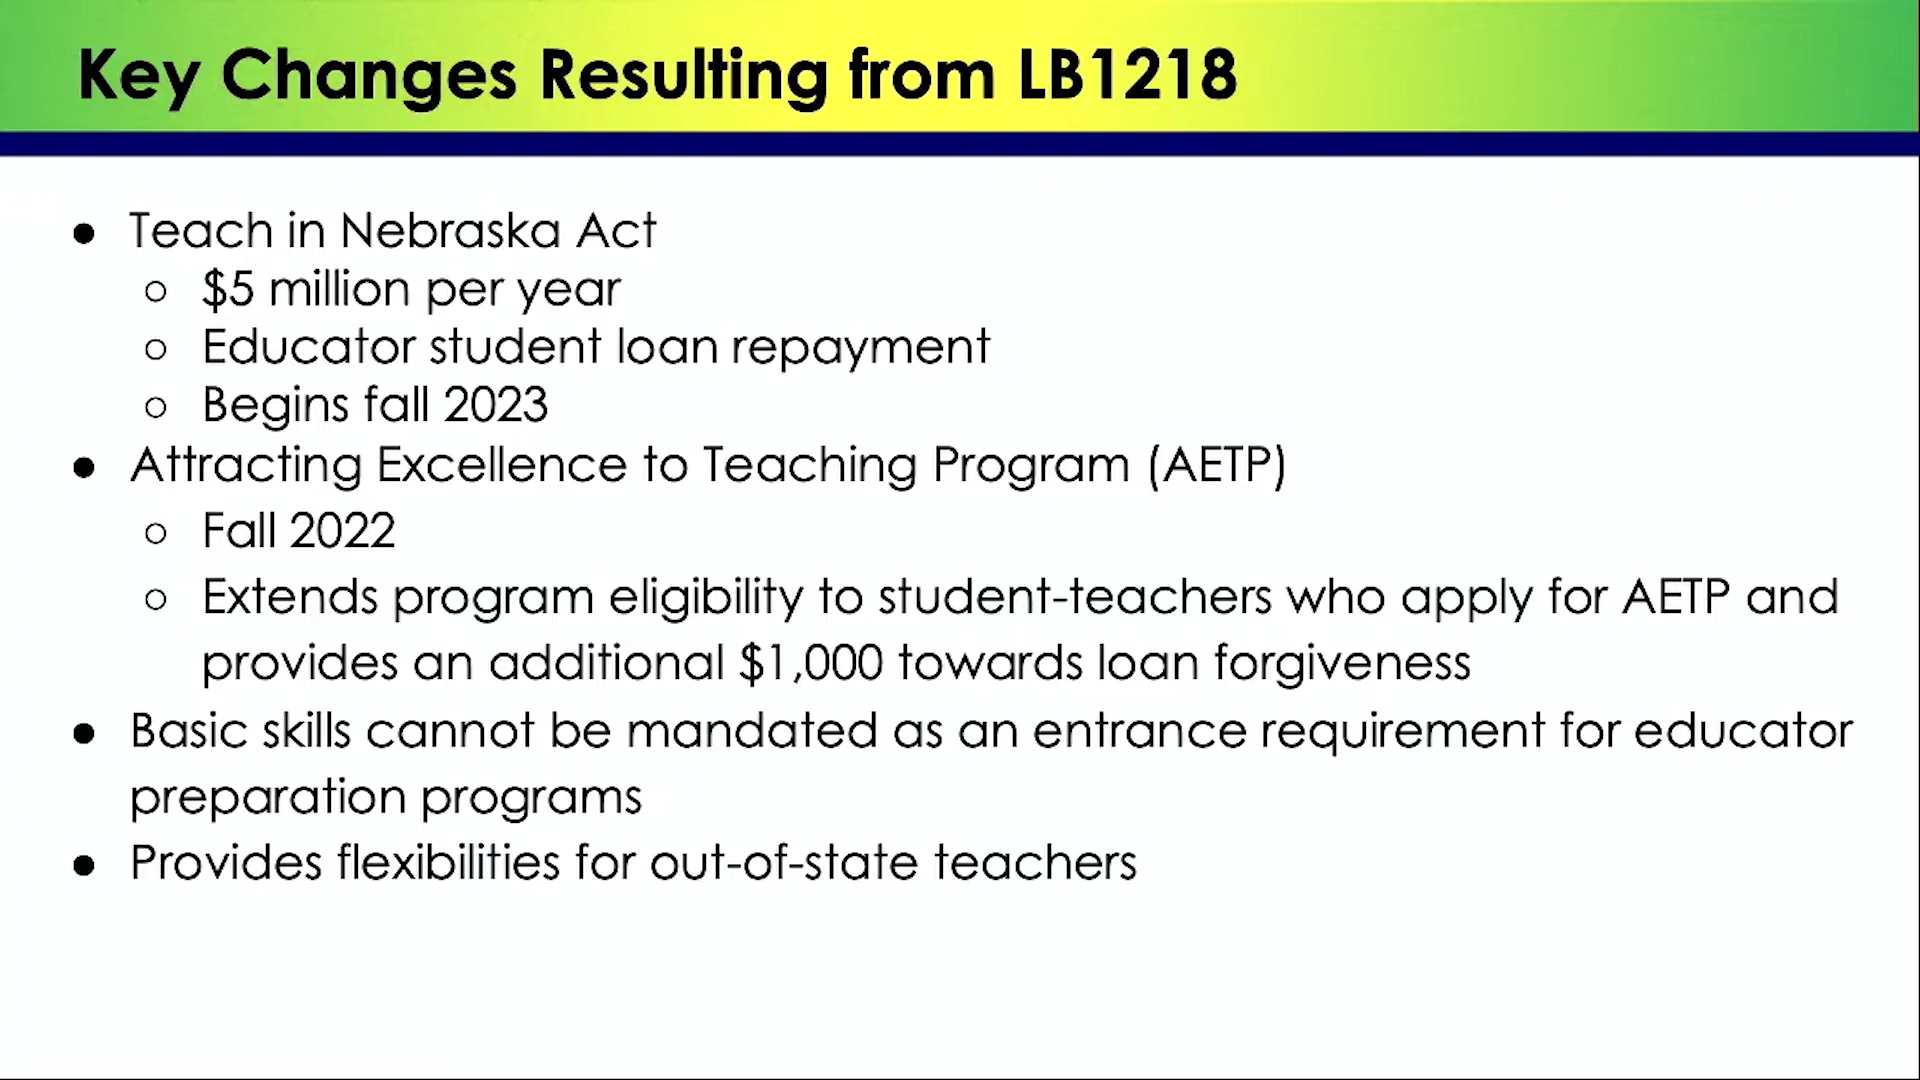 Key Changes Resulting from LB1218
● Teach in Nebraska Act
○ $5 million per year
○ Educator student loan repayment
○ Begins fall 2023
● Attracting Excellence to Teaching Program (AETP)
○ Fall 2022
○ Extends program eligibility to student-teachers who apply for AETP and
provides an additional $1,000 towards loan forgiveness
● Basic skills cannot be mandated as an entrance requirement for educator
preparation programs
● Provides flexibilities for out-of-state teachers